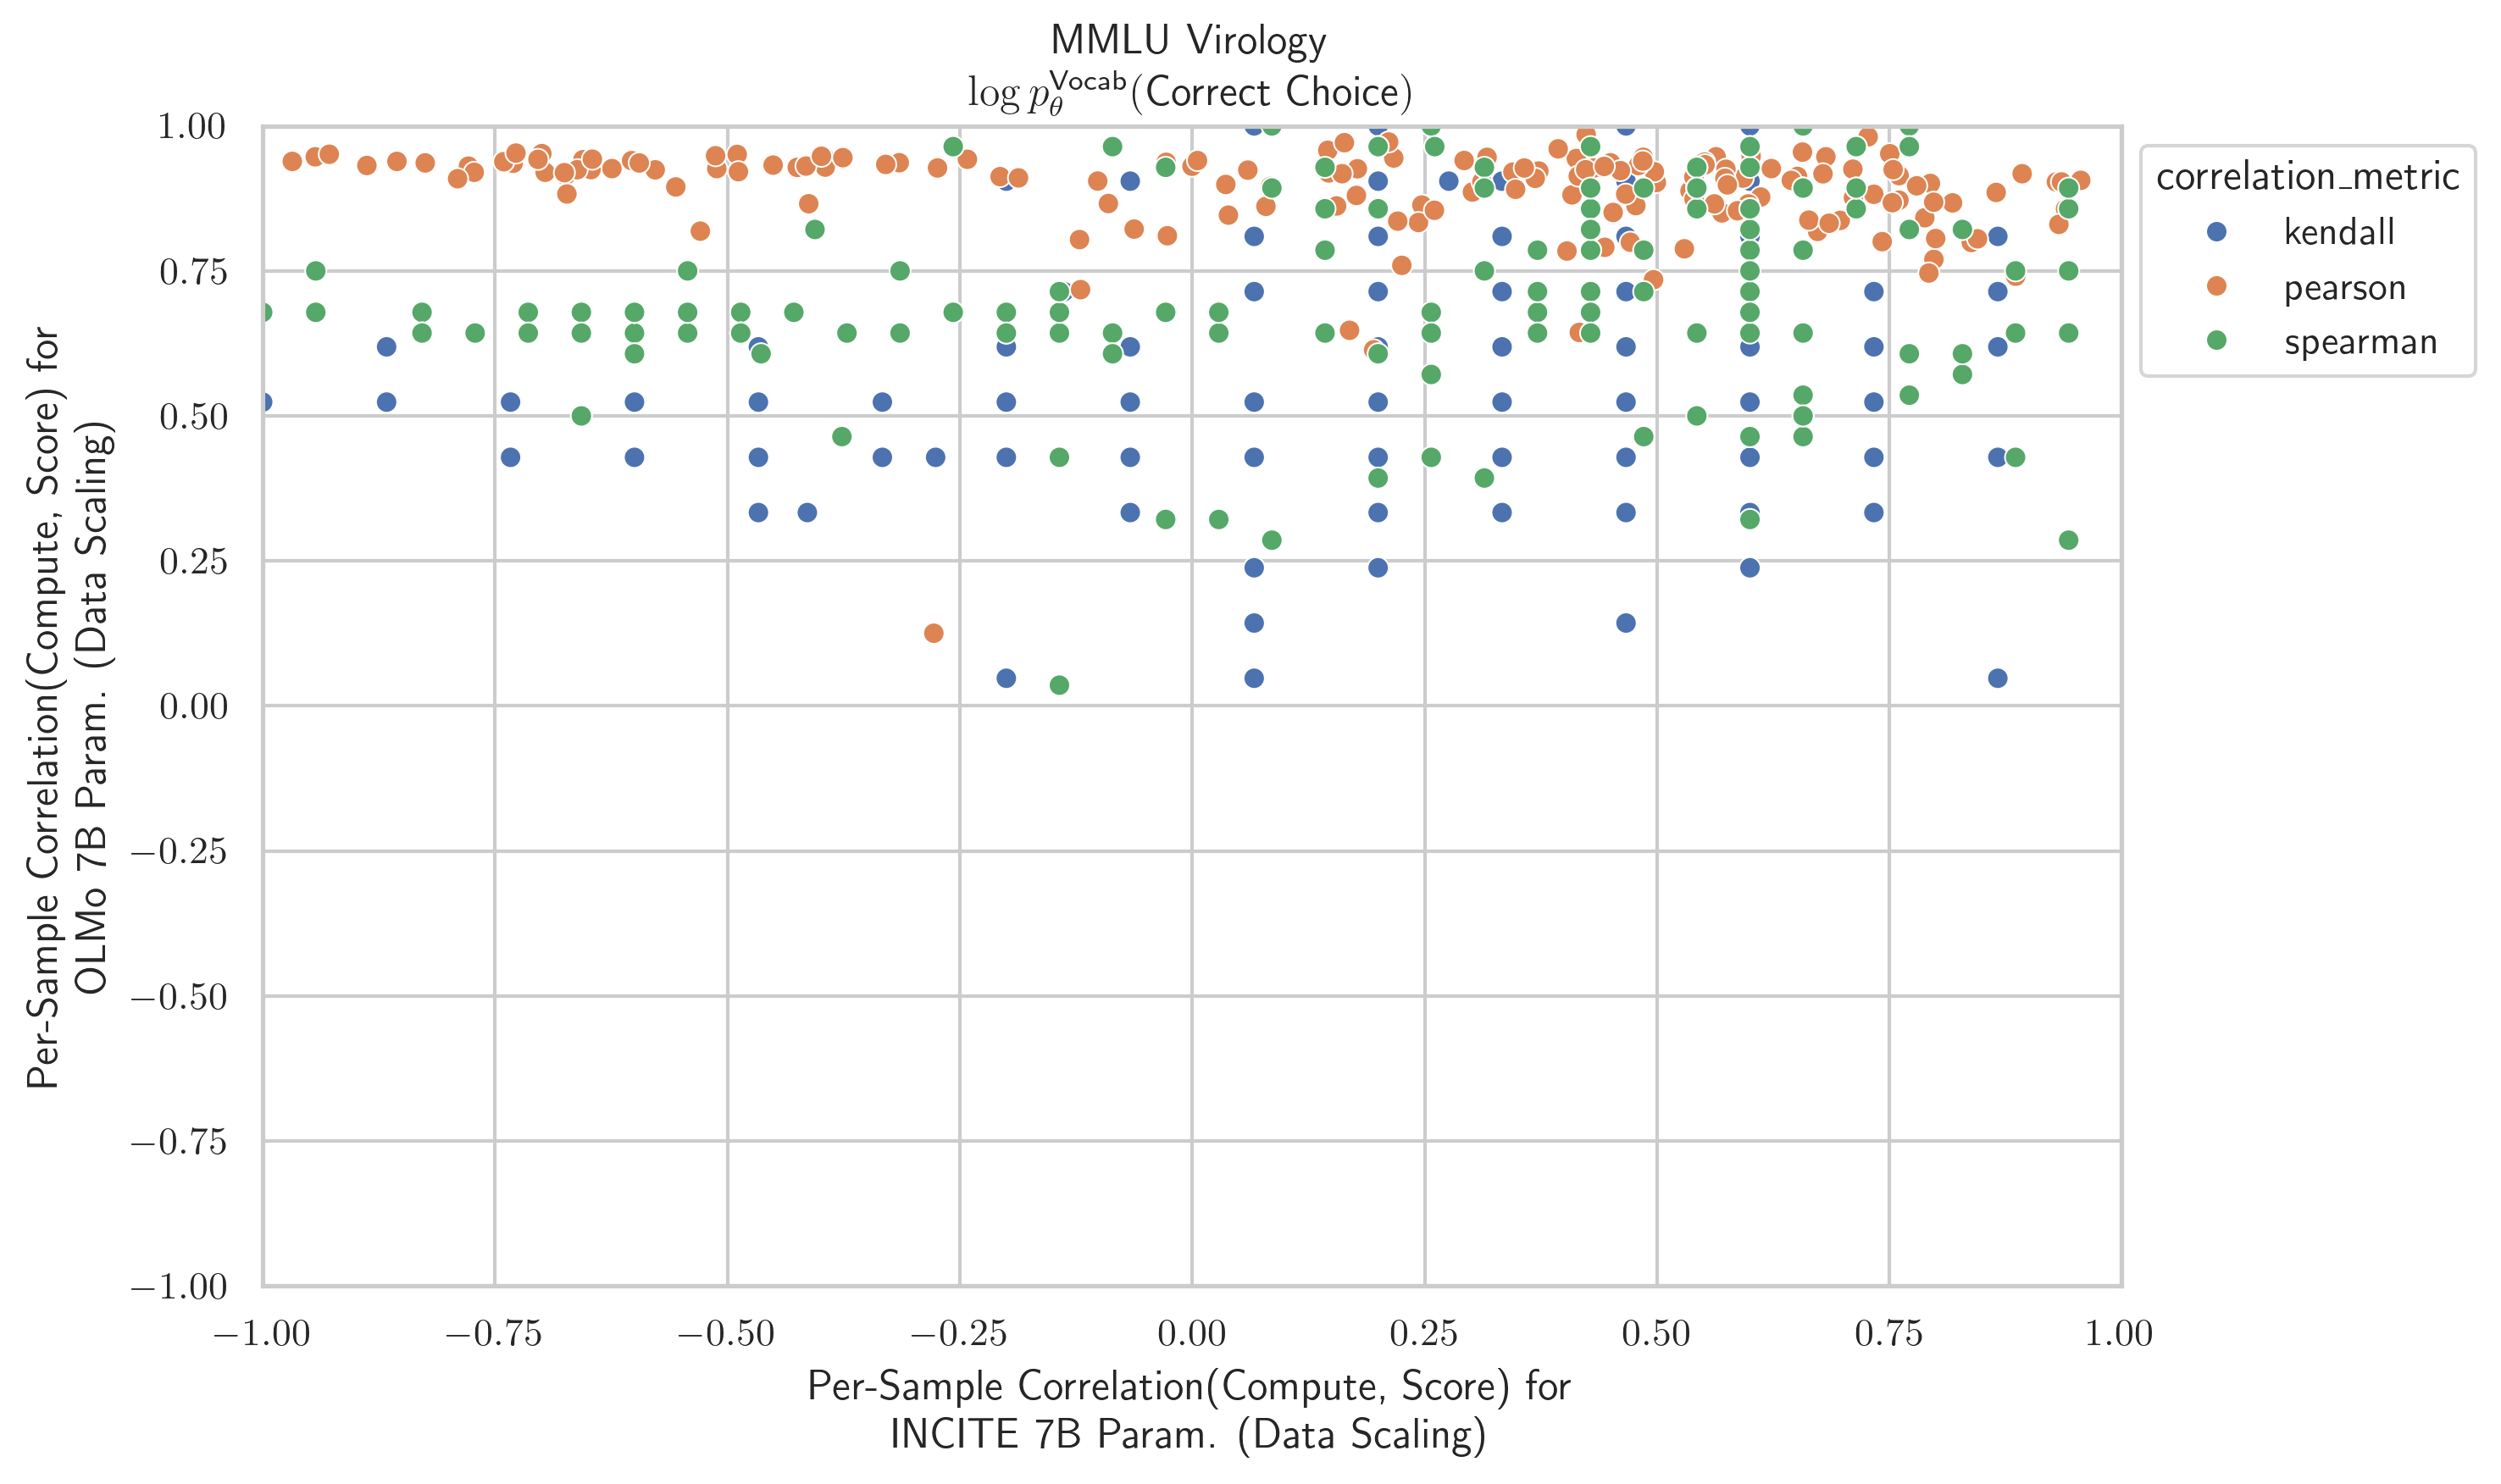 MMLU Virology
log p_θ^Vocab(Correct Choice)
1.00
0.75
0.50
0.25
0.00
−0.25
−0.50
−0.75
−1.00
Per-Sample Correlation(Compute, Score) for
OLMo 7B Param. (Data Scaling)
−1.00 −0.75 −0.50 −0.25 0.00 0.25 0.50 0.75 1.00
Per-Sample Correlation(Compute, Score) for
INCITE 7B Param. (Data Scaling)
correlation_metric
kendall
pearson
spearman